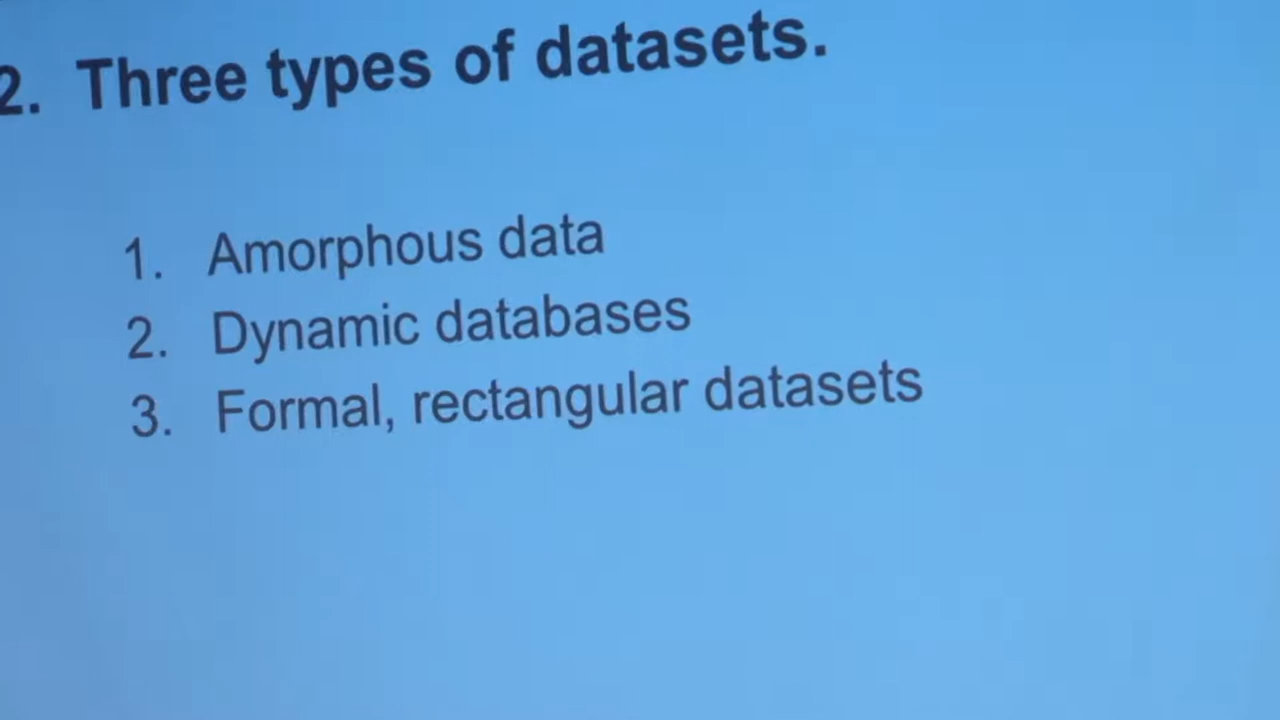 2. Three types of datasets.
1. Amorphous data
2. Dynamic databases
3. Formal, rectangular datasets